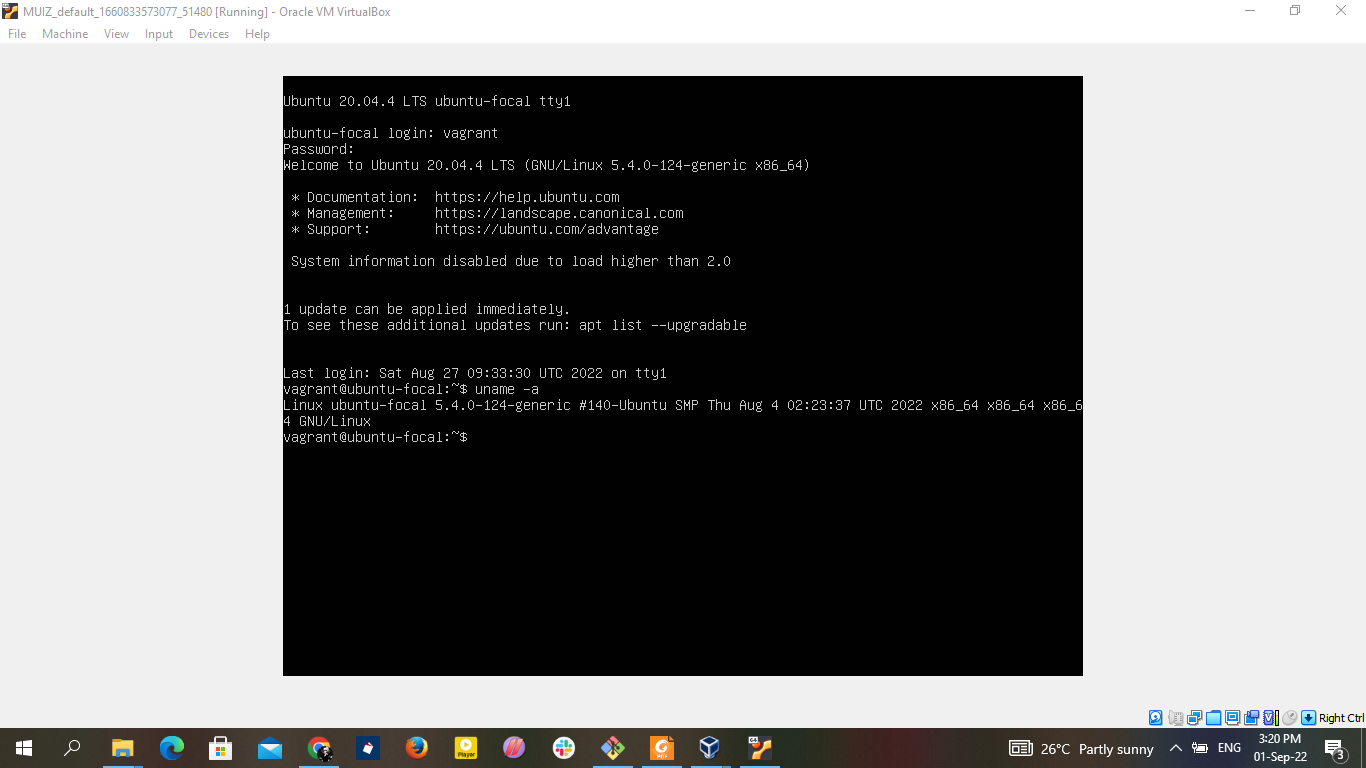 MUIZ_default_1660833573077_51480 [Running] - Oracle VM VirtualBox
File Machine View Input Devices Help
Ubuntu 20.04.4 LTS ubuntu-focal tty1
ubuntu-focal login: vagrant
Password:
Welcome to Ubuntu 20.04.4 LTS (GNU/Linux 5.4.0-124-generic x86_64)
* Documentation:  https://help.ubuntu.com
* Management:     https://landscape.canonical.com
* Support:        https://ubuntu.com/advantage
System information disabled due to load higher than 2.0
1 update can be applied immediately.
To see these additional updates run: apt list --upgradable
Last login: Sat Aug 27 09:33:30 UTC 2022 on tty1
vagrant@ubuntu-focal:~$ uname -a
Linux ubuntu-focal 5.4.0-124-generic #140-Ubuntu SMP Thu Aug 4 02:23:37 UTC 2022 x86_64 x86_64 x86_6
4 GNU/Linux
vagrant@ubuntu-focal:~$
Right Ctrl
Player
PDF
26°C Partly sunny
ENG
3:20 PM
01-Sep-22
3